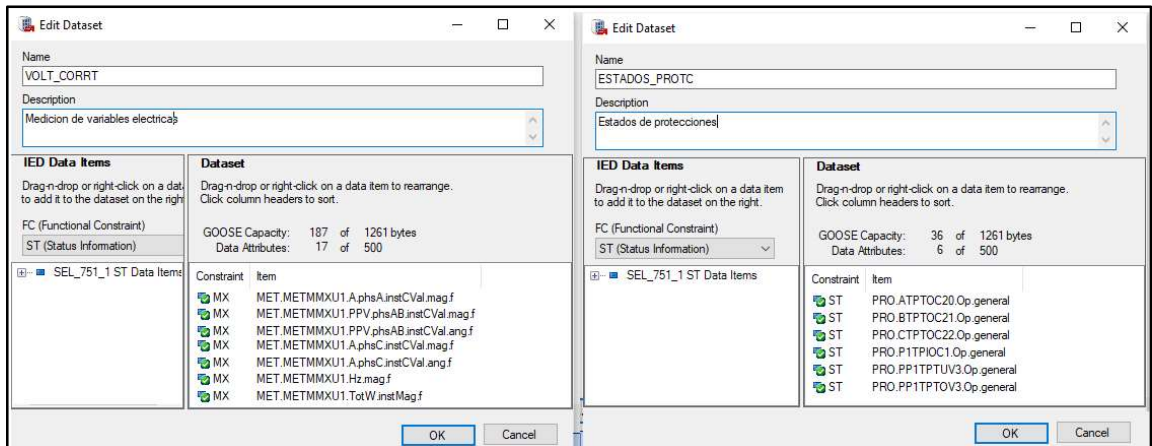 Edit Dataset
Name
VOLT_CORRT
Description
Medicion de variables electricas
IED Data Items
Drag-n-drop or right-click on a data
to add it to the dataset on the right
FC (Functional Constraint)
ST (Status Information)
SEL_751_1 ST Data Items
Dataset
Drag-n-drop or right-click on a data item to rearrange.
Click column headers to sort.
GOOSE Capacity: 187 of 1261 bytes
Data Attributes: 17 of 500
Constraint Item
MX MET.METMMXU1.A.phsA.instCVal.mag.f
MX MET.METMMXU1.PPV.phsAB.instCVal.mag.f
MX MET.METMMXU1.PPV.phsAB.instCVal.ang.f
MX MET.METMMXU1.A.phsC.instCVal.mag.f
MX MET.METMMXU1.A.phsC.instCVal.ang.f
MX MET.METMMXU1.Hz.mag.f
MX MET.METMMXU1.TotW.instMag.f
OK Cancel
Edit Dataset
Name
ESTADOS_PROTC
Description
Estados de protecciones
IED Data Items
Drag-n-drop or right-click on a data item
to add it to the dataset on the right.
FC (Functional Constraint)
ST (Status Information)
SEL_751_1 ST Data Items
Dataset
Drag-n-drop or right-click on a data item to rearrange.
Click column headers to sort.
GOOSE Capacity: 36 of 1261 bytes
Data Attributes: 6 of 500
Constraint Item
ST PRO.ATPTOC20.Op.general
ST PRO.BTPTOC21.Op.general
ST PRO.CTPTOC22.Op.general
ST PRO.P1TPIOC1.Op.general
ST PRO.PP1TPTUV3.Op.general
ST PRO.PP1TPTOV3.Op.general
OK Cancel